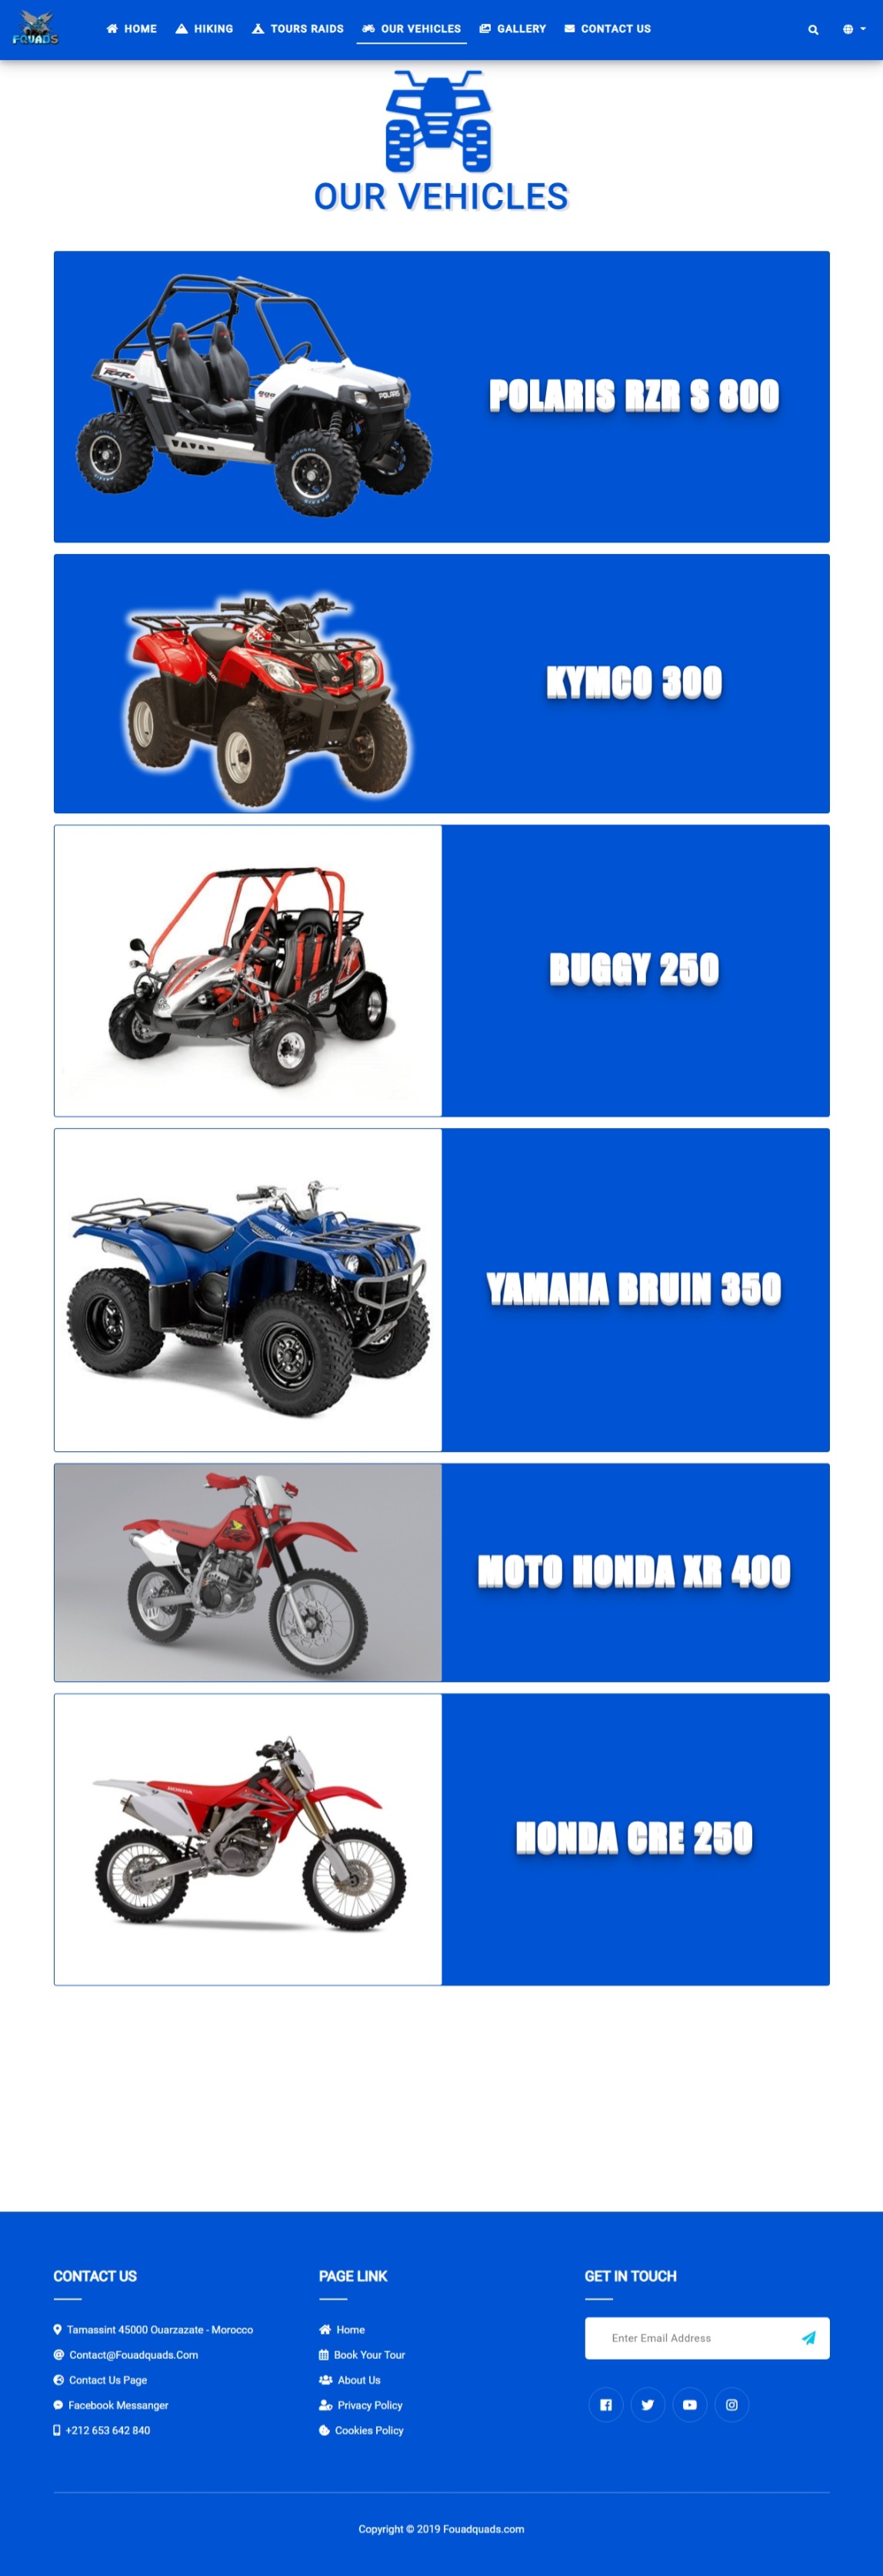 FQUADS
HOME HIKING TOURS RAIDS OUR VEHICLES GALLERY CONTACT US
OUR VEHICLES
POLARIS
800
POLARIS RZR S 800
KYMCO 300
BUGGY 250
YAMAHA BRUIN 350
MOTO HONDA XR 400
HONDA
HONDA CRE 250
CONTACT US
Tamassint 45000 Ouarzazate - Morocco
Contact@Fouadquads.Com
Contact Us Page
Facebook Messanger
+212 653 642 840
PAGE LINK
Home
Book Your Tour
About Us
Privacy Policy
Cookies Policy
GET IN TOUCH
Enter Email Address
Copyright © 2019 Fouadquads.com